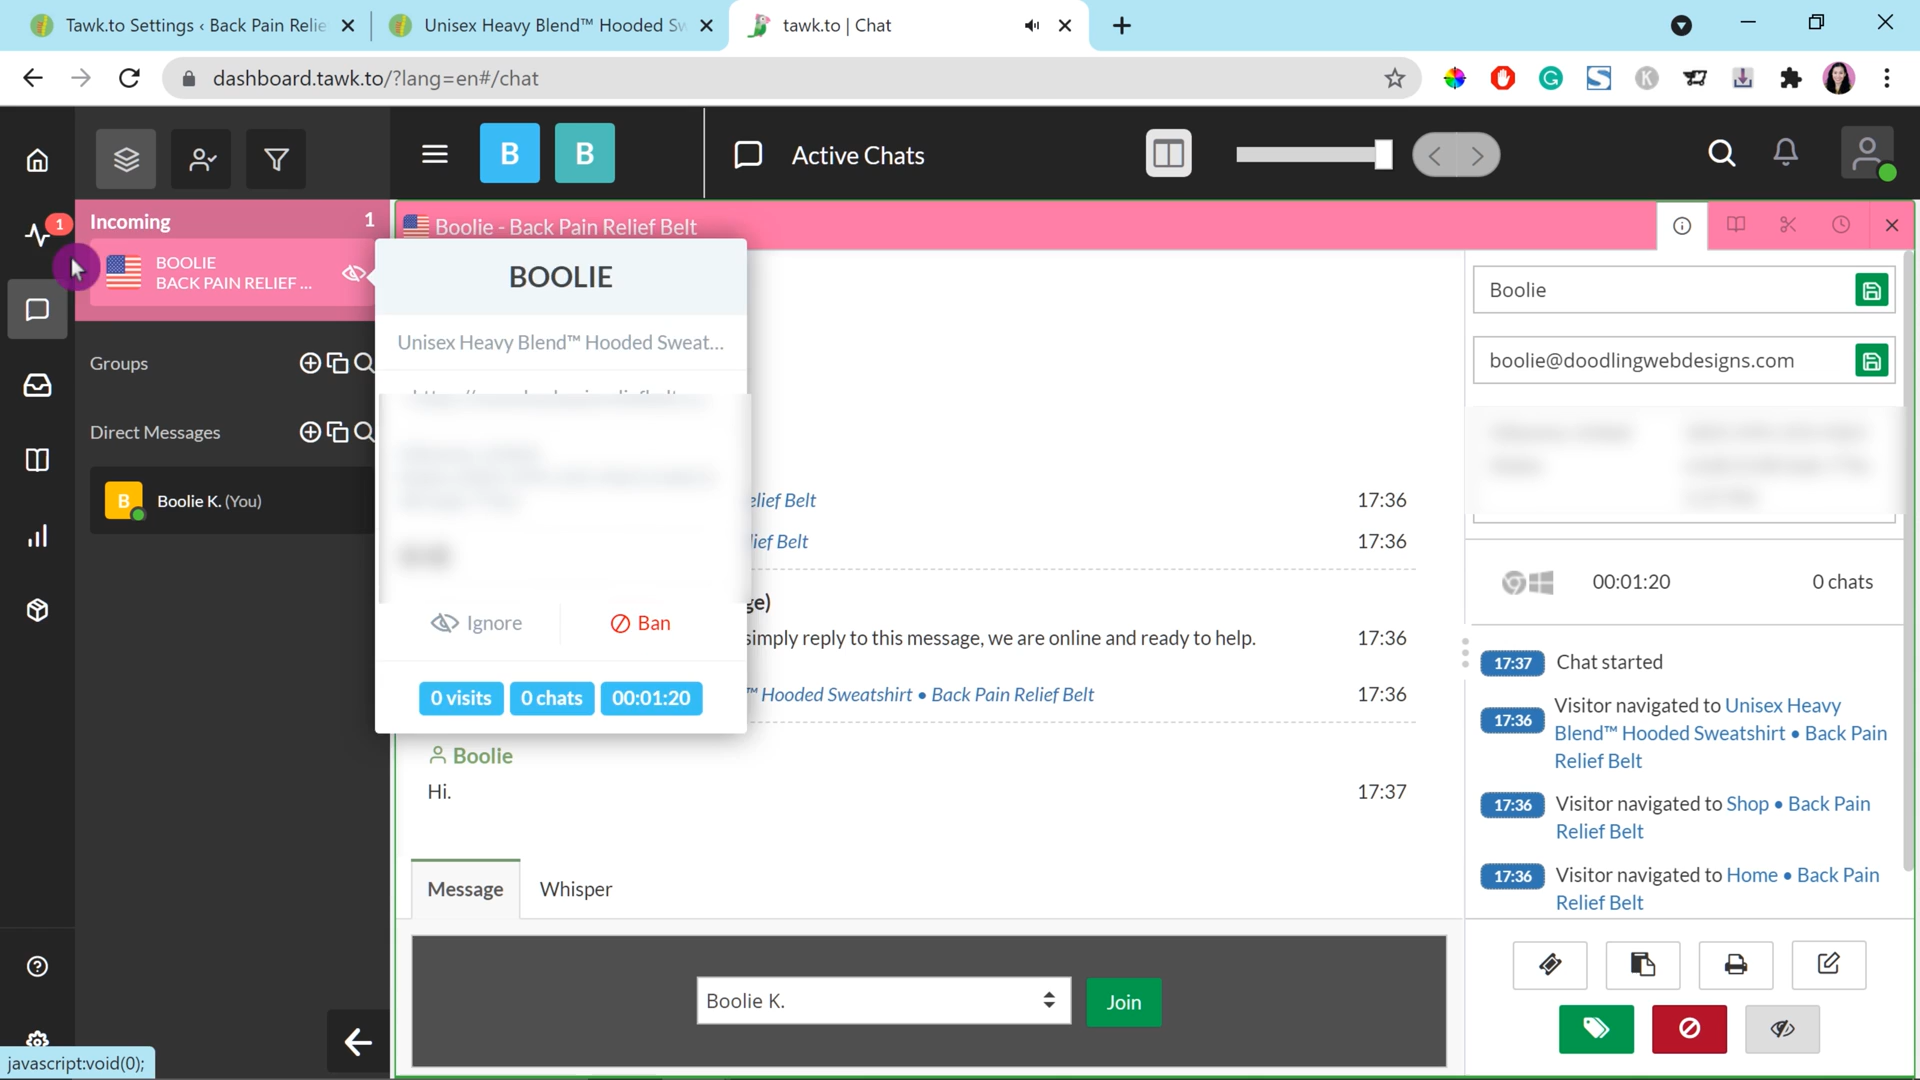 Tawk.to Settings ‹ Back Pain Relie
Unisex Heavy Blend™ Hooded Sw
tawk.to | Chat
dashboard.tawk.to/?lang=en#/chat
B
B
Active Chats
Incoming 1
1
BOOLIE
BACK PAIN RELIEF ...
Groups
Direct Messages
B
Boolie K. (You)
Boolie - Back Pain Relief Belt
BOOLIE
Unisex Heavy Blend™ Hooded Sweat...
Ignore
Ban
0 visits
0 chats
00:01:20
elief Belt 17:36
lief Belt 17:36
ge)
simply reply to this message, we are online and ready to help. 17:36
™ Hooded Sweatshirt • Back Pain Relief Belt 17:36
Boolie
Hi. 17:37
Message
Whisper
Boolie K.
Join
Boolie
boolie@doodlingwebdesigns.com
00:01:20
0 chats
17:37 Chat started
17:36 Visitor navigated to Unisex Heavy
Blend™ Hooded Sweatshirt • Back Pain
Relief Belt
17:36 Visitor navigated to Shop • Back Pain
Relief Belt
17:36 Visitor navigated to Home • Back Pain
Relief Belt
javascript:void(0);